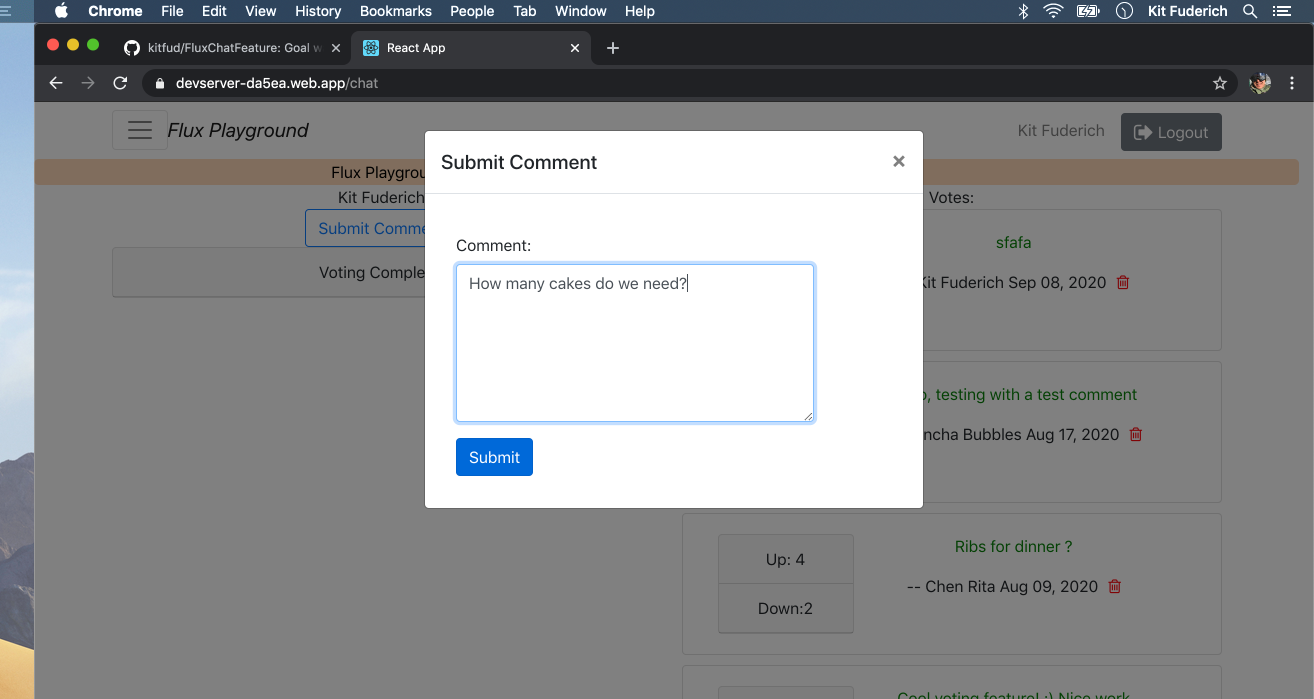 Chrome File Edit View History Bookmarks People Tab Window Help Kit Fuderich
kitfud/FluxChatFeature: Goal w
React App
devserver-da5ea.web.app/chat
Flux Playground
Kit Fuderich
Logout
Submit Comment
×
Comment:
How many cakes do we need?
Submit
Flux Playgrou
Kit Fuderich
Submit Comme
Voting Comple
Votes:
sfafa
Kit Fuderich Sep 08, 2020
, testing with a test comment
ncha Bubbles Aug 17, 2020
Up: 4
Down:2
Ribs for dinner ?
-- Chen Rita Aug 09, 2020
Cool voting feature! :) Nice work